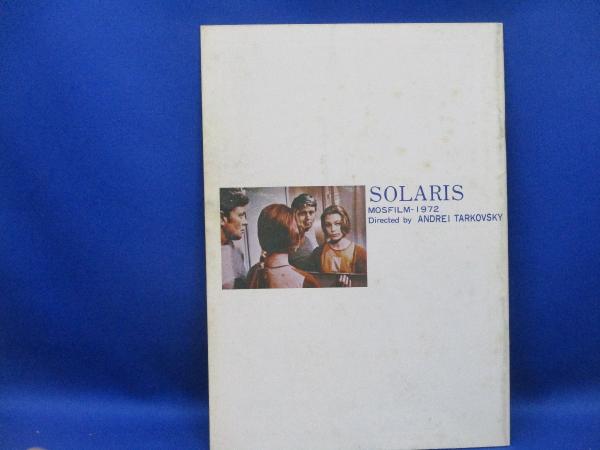 SOLARIS
MOSFILM-1972
Directed by ANDREI TARKOVSKY